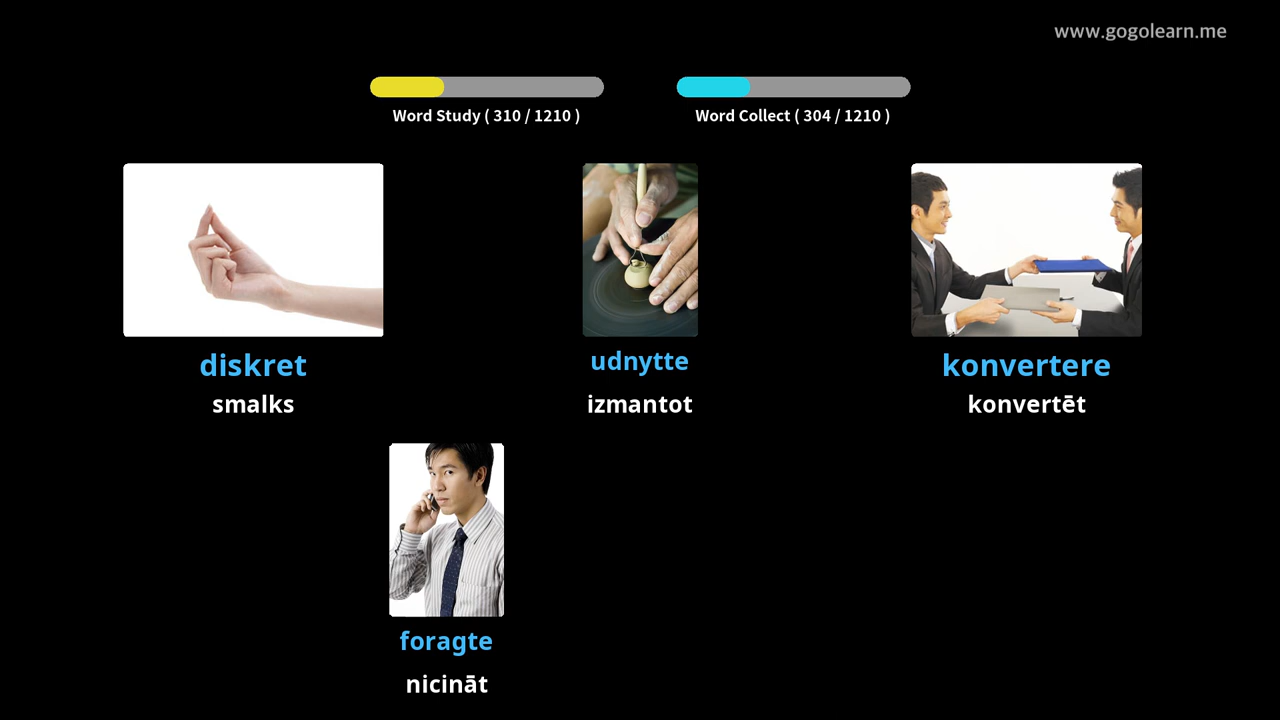 www.gogolearn.me
Word Study ( 310 / 1210 )
Word Collect ( 304 / 1210 )
diskret
smalks
udnytte
izmantot
konvertere
konvertēt
foragte
nicināt